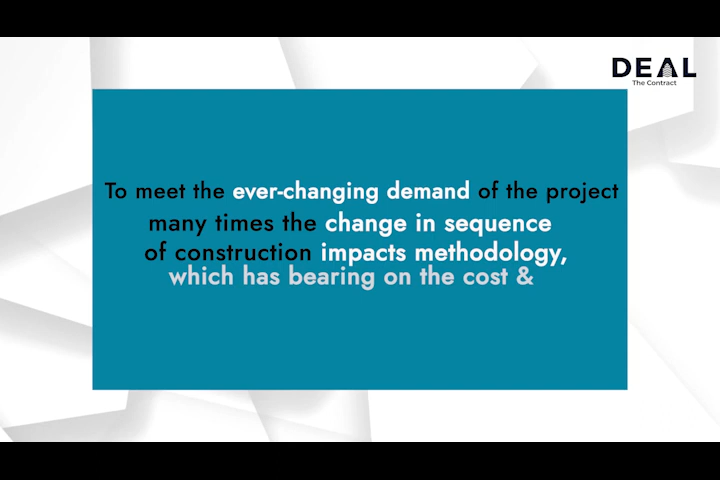 DEAL
The Contract
To meet the ever-changing demand of the project
many times the change in sequence
of construction impacts methodology,
which has bearing on the cost &